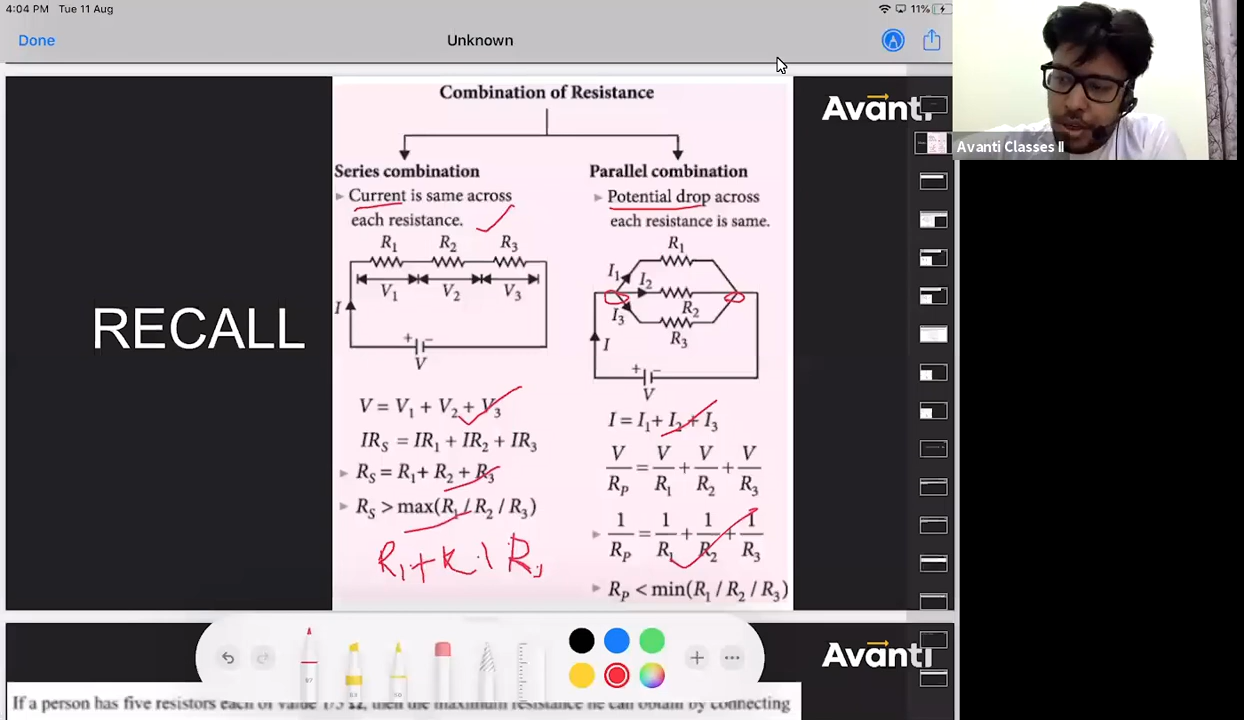 4:04 PM Tue 11 Aug
11%
Done
Unknown
Combination of Resistance
Avanti
Avanti Classes II
Series combination
Current is same across
each resistance.
R₁ R₂ R₃
V₁ V₂ V₃
I
+ −
V
V = V₁ + V₂ + V₃
IRS = IR₁ + IR₂ + IR₃
RS = R₁ + R₂ + R₃
RS > max(R₁ / R₂ / R₃)
Parallel combination
Potential drop across
each resistance is same.
R₁
I₁
I₂
R₂
I₃
R₃
I
+ −
V
I = I₁ + I₂ + I₃
V/RP = V/R₁ + V/R₂ + V/R₃
1/RP = 1/R₁ + 1/R₂ + 1/R₃
RP < min(R₁ / R₂ / R₃)
RECALL
Avanti
If a person has five resistors each of value 1/5 Ω, then the maximum resistance he can obtain by connecting